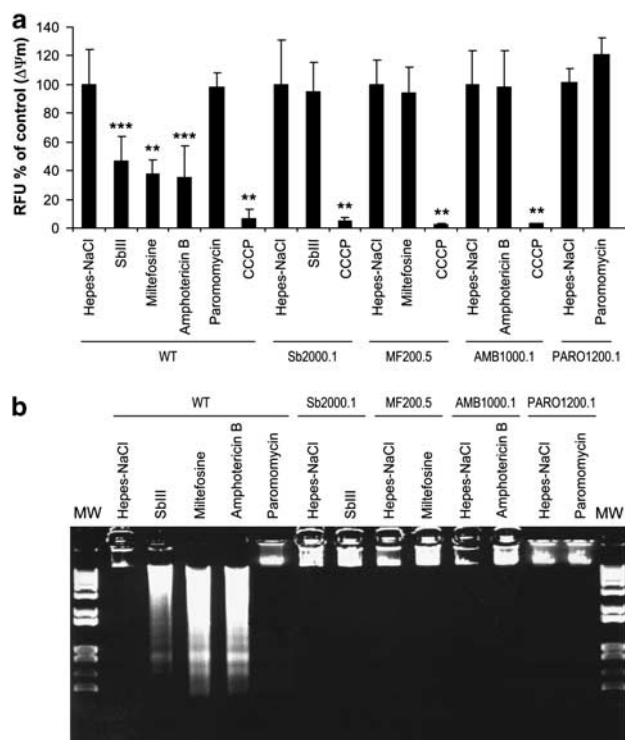 a
RFU % of control (ΔΨm)
140
120
100
80
60
40
20
0
***
**
***
**
**
**
**
Hepes-NaCl
SbIII
Miltefosine
Amphotericin B
Paromomycin
CCCP
Hepes-NaCl
SbIII
CCCP
Hepes-NaCl
Miltefosine
CCCP
Hepes-NaCl
Amphotericin B
CCCP
Hepes-NaCl
Paromomycin
WT
Sb2000.1
MF200.5
AMB1000.1
PARO1200.1
b
WT
Sb2000.1
MF200.5
AMB1000.1
PARO1200.1
MW
Hepes-NaCl
SbIII
Miltefosine
Amphotericin B
Paromomycin
Hepes-NaCl
SbIII
Hepes-NaCl
Miltefosine
Hepes-NaCl
Amphotericin B
Hepes-NaCl
Paromomycin
MW